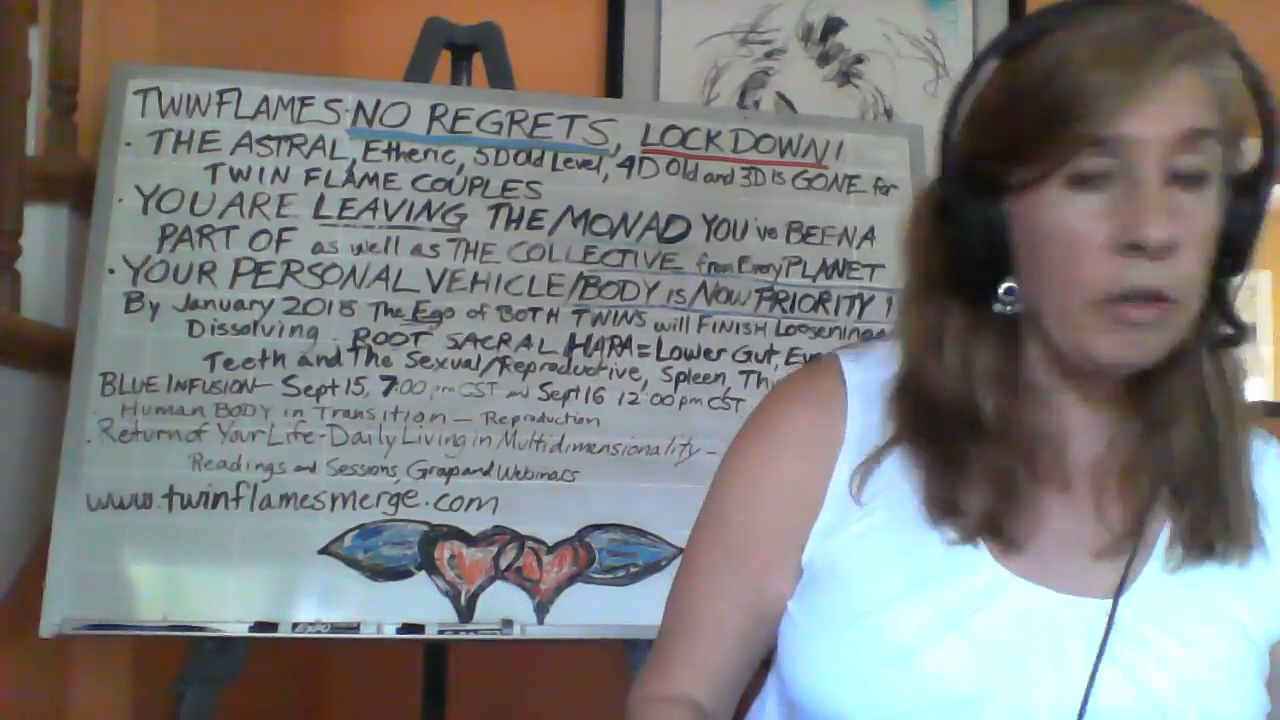 TWIN FLAMES-NO REGRETS, LOCKDOWN!
· THE ASTRAL, Etheric, 5D Old Level, 4D Old and 3D is GONE for
TWIN FLAME COUPLES
· YOU ARE LEAVING THE MONAD YOU'VE BEEN A
PART OF as well as THE COLLECTIVE from Every PLANET
· YOUR PERSONAL VEHICLE/BODY is NOW PRIORITY!
By January 2018 The Ego of BOTH TWINS will FINISH Loosening
Dissolving. ROOT SACRAL HARA = Lower Gut,
Teeth and The Sexual/Reproductive, Spleen,
BLUE INFUSION- Sept 15, 7:00 pm CST and Sept 16 12:00pm CST
Human BODY in Transition - Reproduction
. Return of Your Life-Daily Living in Multidimensionality -
Readings and Sessions, Group and Webinars
www.twinflamesmerge.com
EXPO